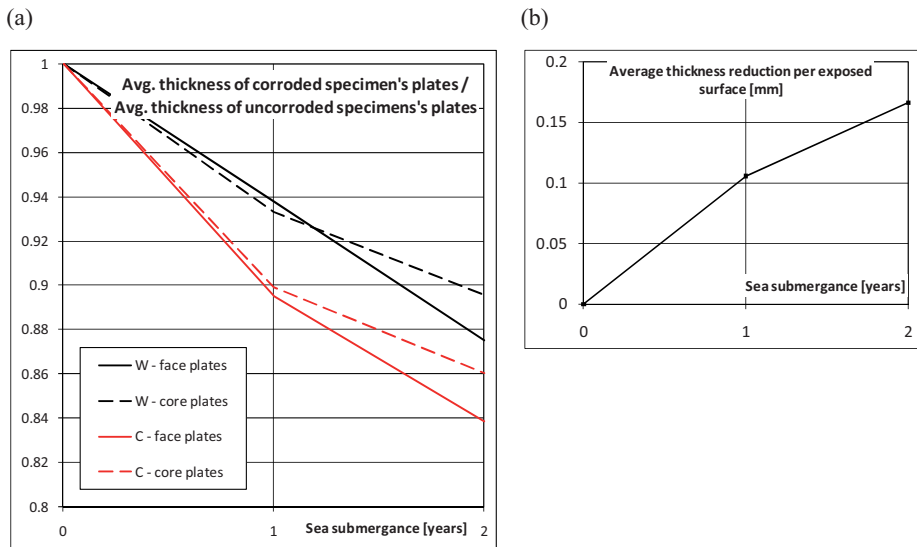 (a)
Avg. thickness of corroded specimen's plates /
Avg. thickness of uncorroded specimens's plates
1
0.98
0.96
0.94
0.92
0.9
0.88
0.86
0.84
0.82
0.8
W - face plates
W - core plates
C - face plates
C - core plates
0
1
2
Sea submergance [years]
(b)
Average thickness reduction per exposed
surface [mm]
0.2
0.15
0.1
0.05
0
Sea submergance [years]
0
1
2